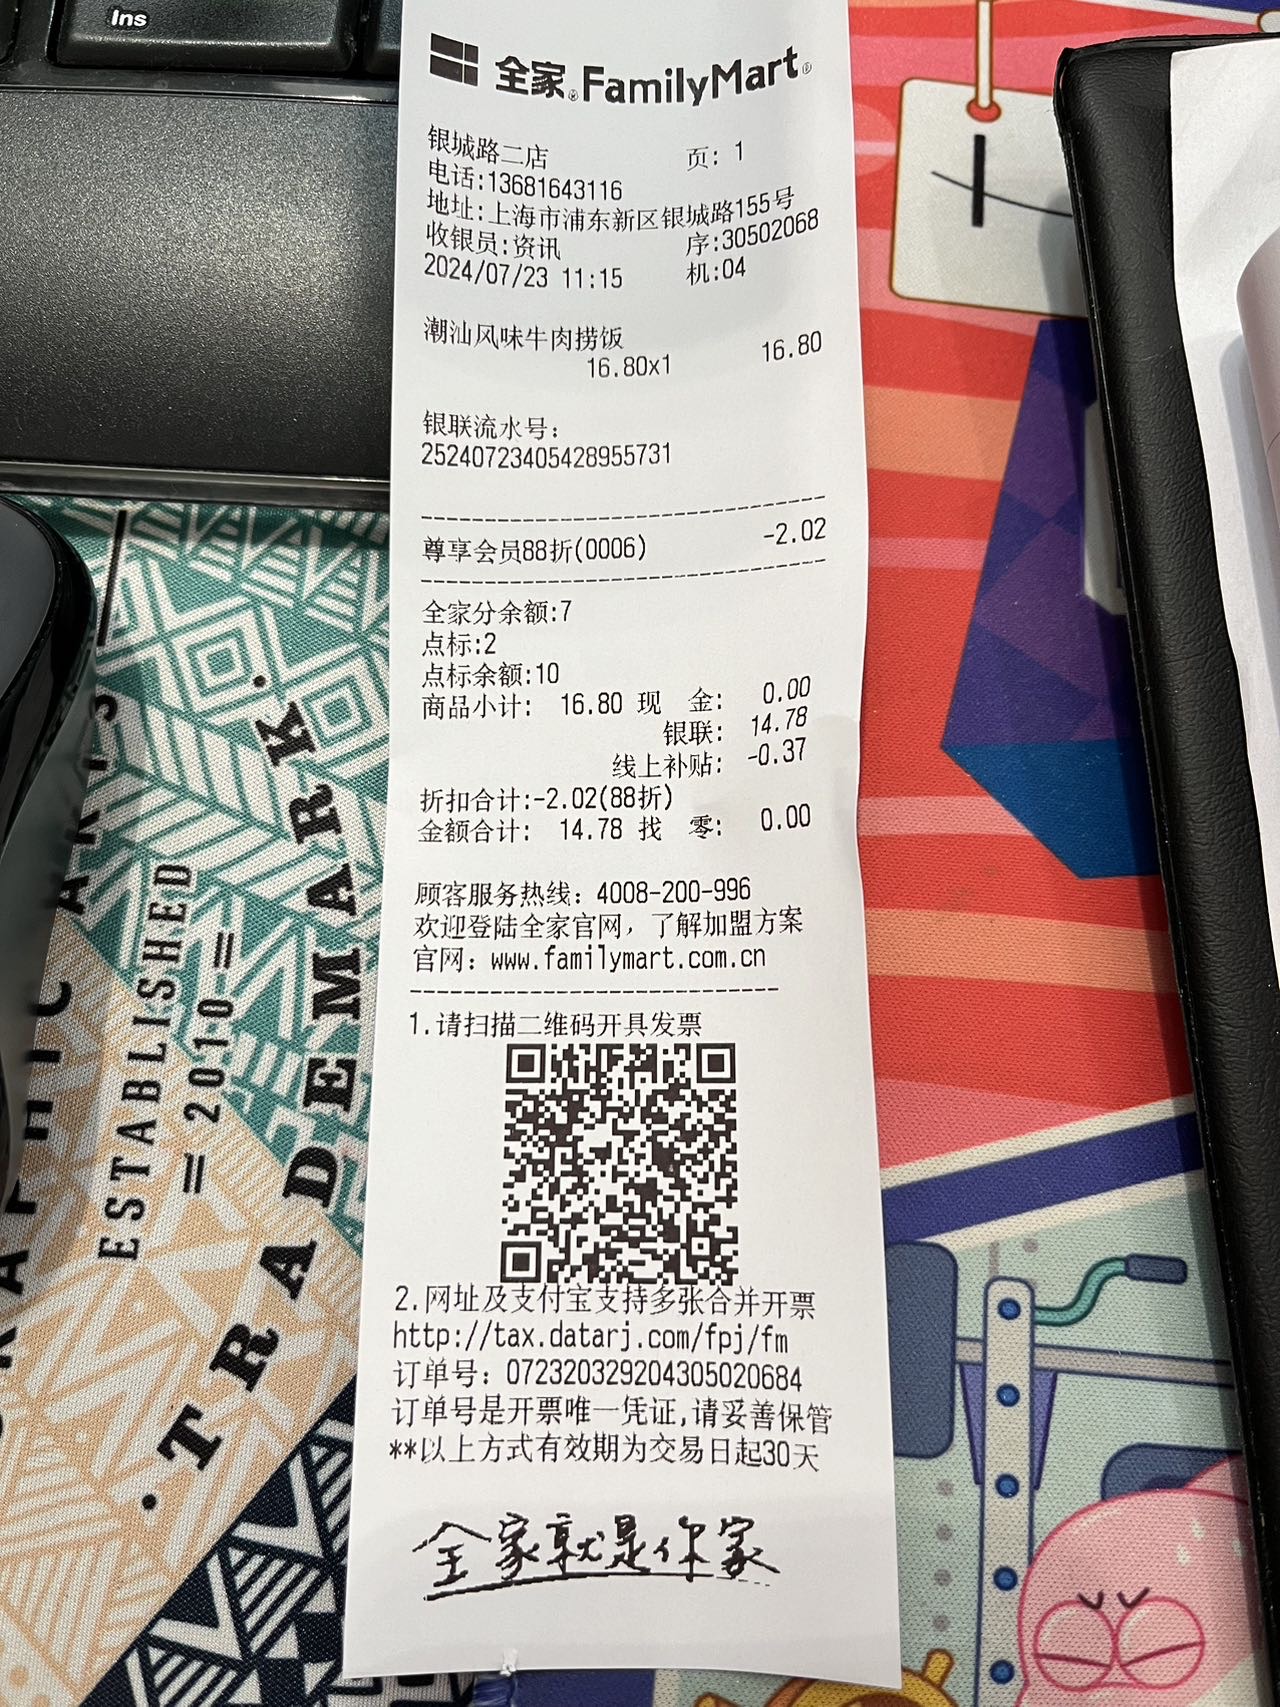 Ins
全家 FamilyMart
银城路二店 页: 1
电话:13681643116
地址:上海市浦东新区银城路155号
收银员:资讯 序:30502068
2024/07/23 11:15 机:04
潮汕风味牛肉捞饭
16.80x1 16.80
银联流水号:
25240723405428955731
尊享会员88折(0006) -2.02
全家分余额:7
点标:2
点标余额:10
商品小计: 16.80 现 金: 0.00
银联: 14.78
线上补贴: -0.37
折扣合计:-2.02(88折)
金额合计: 14.78 找 零: 0.00
顾客服务热线: 4008-200-996
欢迎登陆全家官网, 了解加盟方案
官网: www.familymart.com.cn
1.请扫描二维码开具发票
2.网址及支付宝支持多张合并开票
http://tax.datarj.com/fpj/fm
订单号: 072320329204305020684
订单号是开票唯一凭证,请妥善保管
**以上方式有效期为交易日起30天
全家就是你家
ESTABLISHED
=2010=
·TRADEMARK·